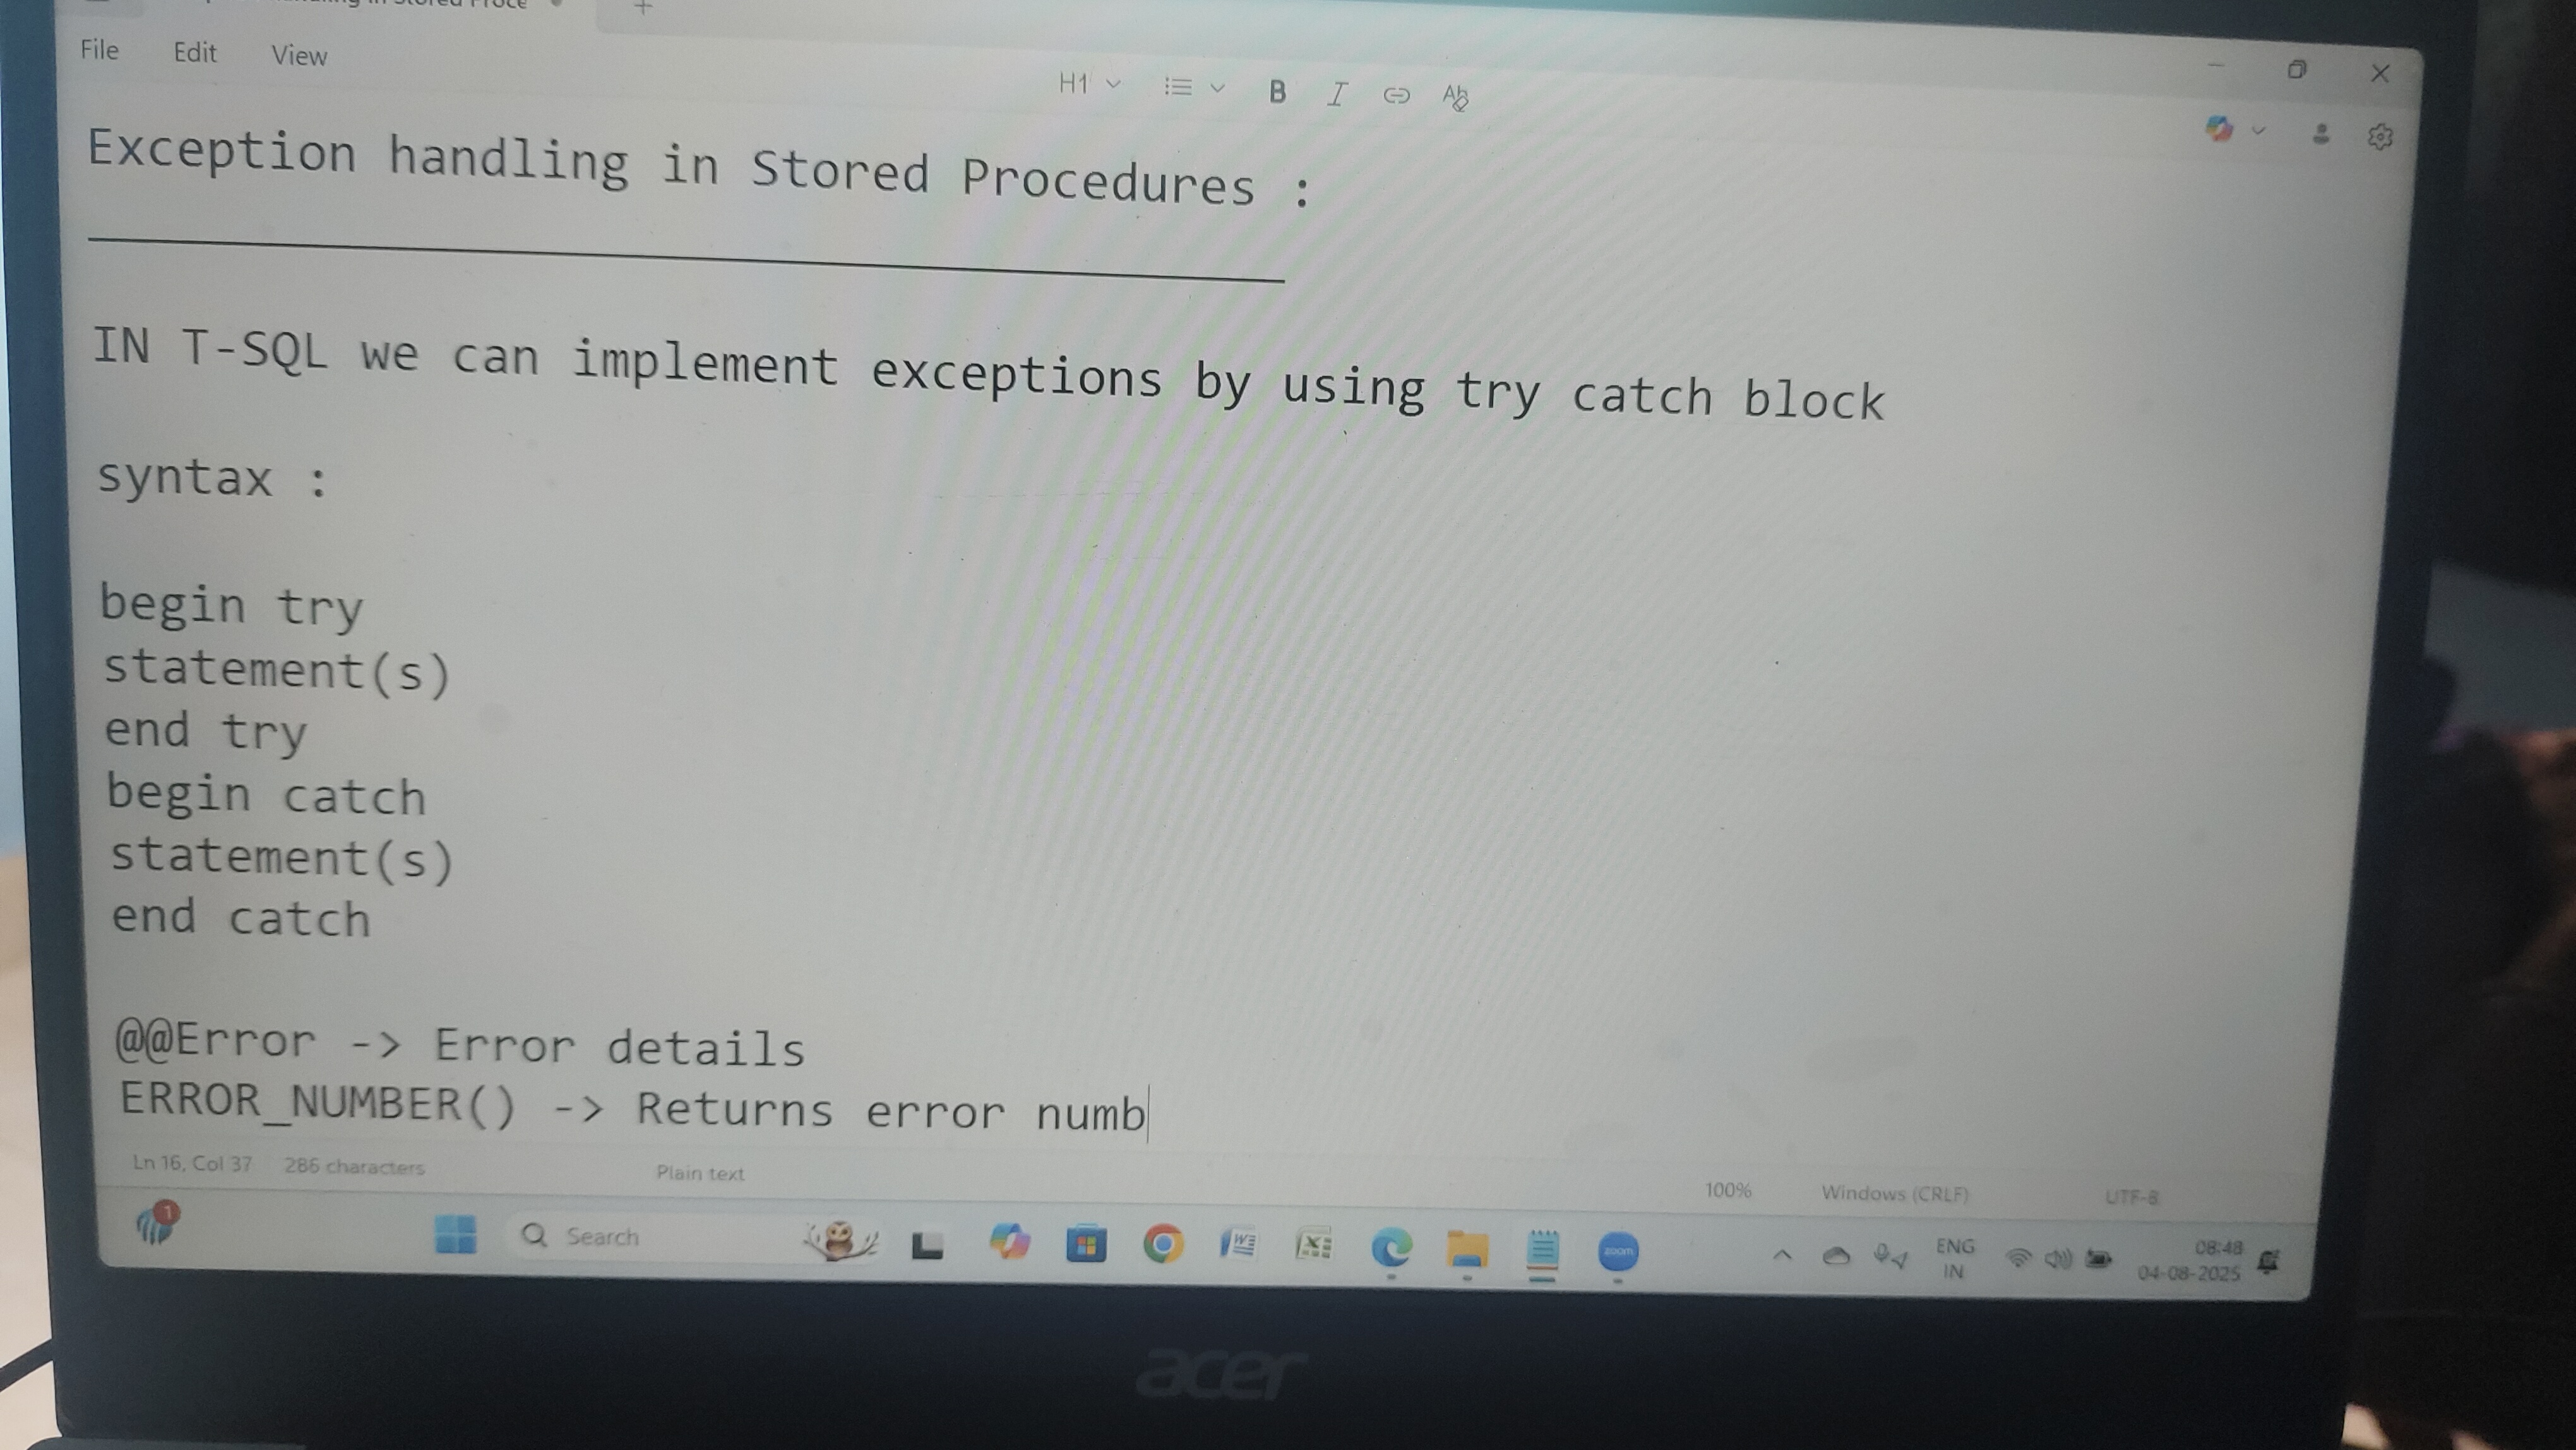 File Edit View
H1 B I
Exception handling in Stored Procedures :
IN T-SQL we can implement exceptions by using try catch block
syntax :
begin try
statement(s)
end try
begin catch
statement(s)
end catch
@@Error -> Error details
ERROR_NUMBER() -> Returns error numb
Ln 16, Col 37 286 characters Plain text 100% Windows (CRLF) UTF-8
1 Search zoom ENG 08:48
IN 04-08-2025
acer